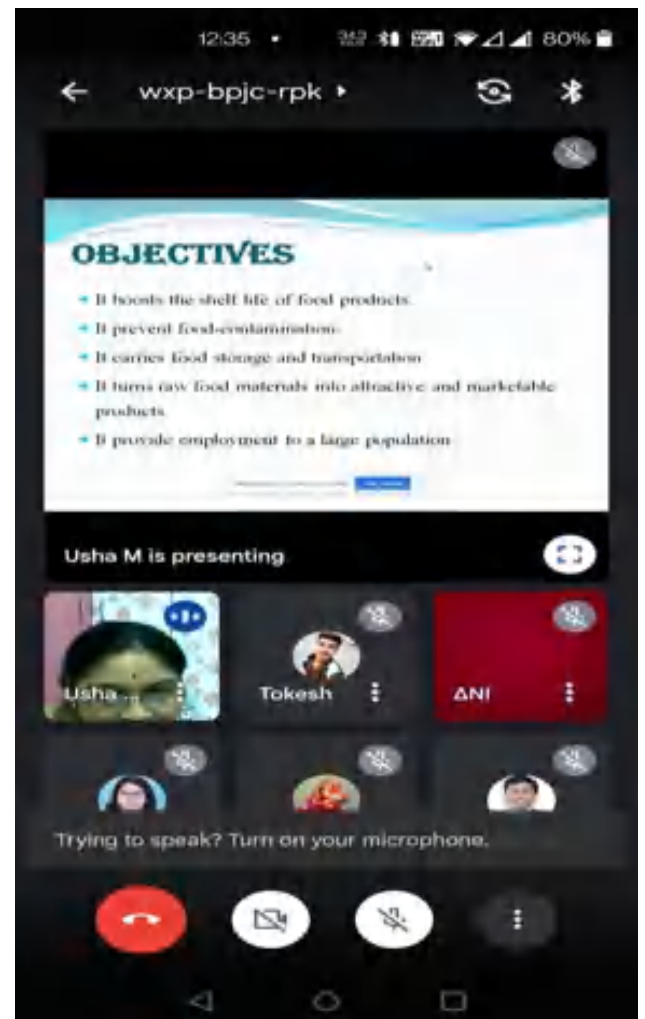 12:35
80%
wxp-bpjc-rpk
OBJECTIVES
It boosts the shelf life of food products.
It prevent food-contamination.
It carries food storage and transportation
It turns raw food materials into attractive and marketable
products
It provide employment to a large population
Usha M is presenting
Usha ...
Tokesh
ΔNI
Trying to speak? Turn on your microphone.